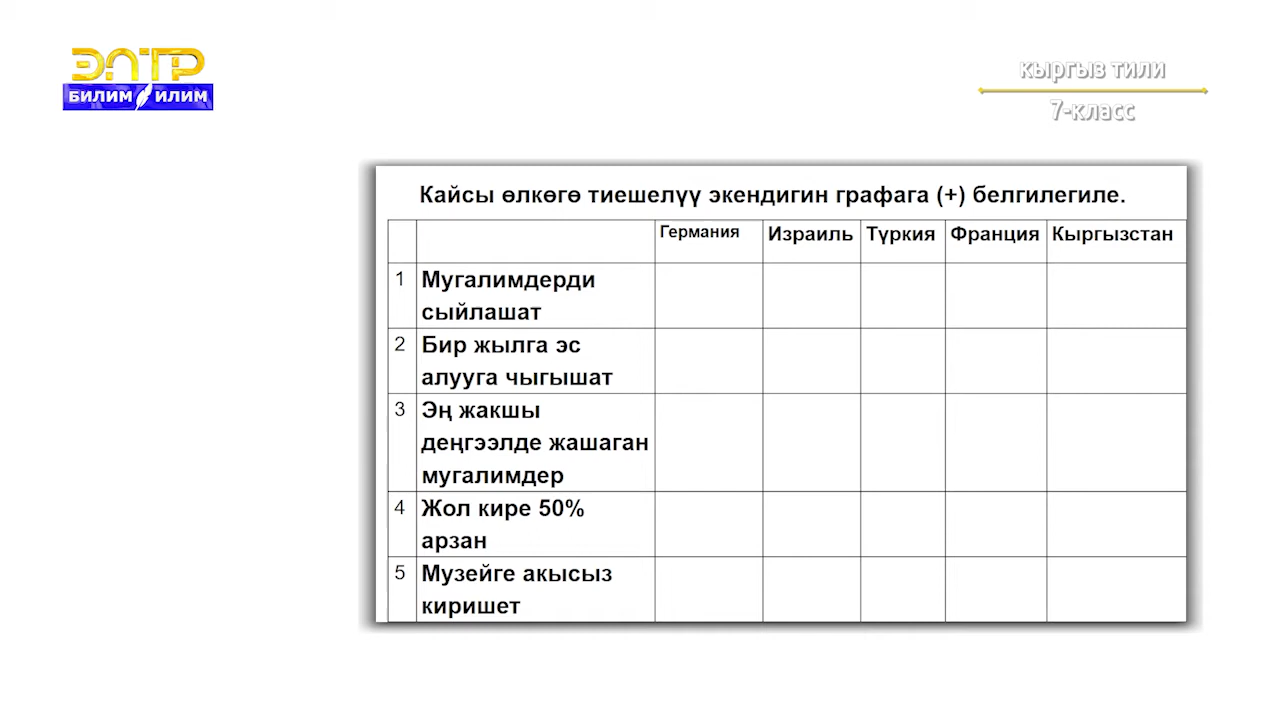 ЭЛТР
БИЛИМ ИЛИМ
кыргыз тили
7-класс
Кайсы өлкөгө тиешелүү экендигин графага (+) белгилегиле.
Германия Израиль Түркия Франция Кыргызстан
1 Мугалимдерди
сыйлашат
2 Бир жылга эс
алууга чыгышат
3 Эң жакшы
деңгээлде жашаган
мугалимдер
4 Жол кире 50%
арзан
5 Музейге акысыз
киришет